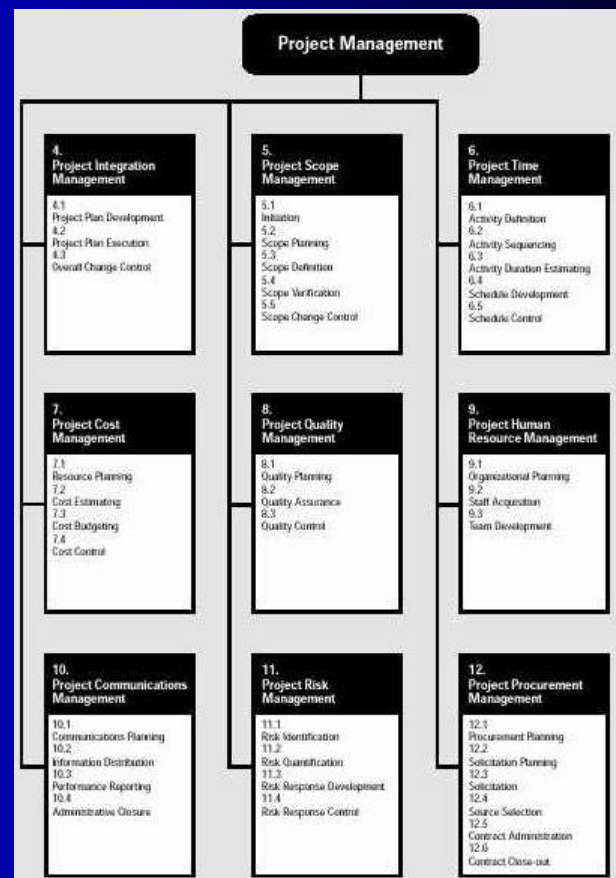 Project Management
4.
Project Integration
Management
4.1
Project Plan Development
4.2
Project Plan Execution
4.3
Overall Change Control
5.
Project Scope
Management
5.1
Initiation
5.2
Scope Planning
5.3
Scope Definition
5.4
Scope Verification
5.5
Scope Change Control
6.
Project Time
Management
6.1
Activity Definition
6.2
Activity Sequencing
6.3
Activity Duration Estimating
6.4
Schedule Development
6.5
Schedule Control
7.
Project Cost
Management
7.1
Resource Planning
7.2
Cost Estimating
7.3
Cost Budgeting
7.4
Cost Control
8.
Project Quality
Management
8.1
Quality Planning
8.2
Quality Assurance
8.3
Quality Control
9.
Project Human
Resource Management
9.1
Organizational Planning
9.2
Staff Acquisition
9.3
Team Development
10.
Project Communications
Management
10.1
Communications Planning
10.2
Information Distribution
10.3
Performance Reporting
10.4
Administrative Closure
11.
Project Risk
Management
11.1
Risk Identification
11.2
Risk Quantification
11.3
Risk Response Development
11.4
Risk Response Control
12.
Project Procurement
Management
12.1
Procurement Planning
12.2
Solicitation Planning
12.3
Solicitation
12.4
Source Selection
12.5
Contract Administration
12.6
Contract Close-out